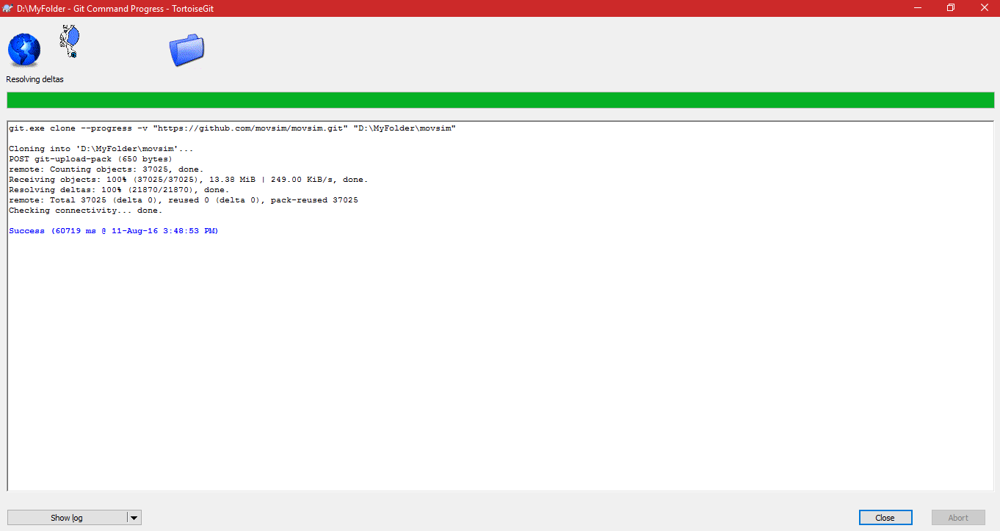 D:\MyFolder - Git Command Progress - TortoiseGit
Resolving deltas
git.exe clone --progress -v "https://github.com/movsim/movsim.git" "D:\MyFolder\movsim"
Cloning into 'D:\MyFolder\movsim'...
POST git-upload-pack (650 bytes)
remote: Counting objects: 37025, done.
Receiving objects: 100% (37025/37025), 13.38 MiB | 249.00 KiB/s, done.
Resolving deltas: 100% (21870/21870), done.
remote: Total 37025 (delta 0), reused 0 (delta 0), pack-reused 37025
Checking connectivity... done.
Success (60719 ms @ 11-Aug-16 3:48:53 PM)
Show log
Close
Abort